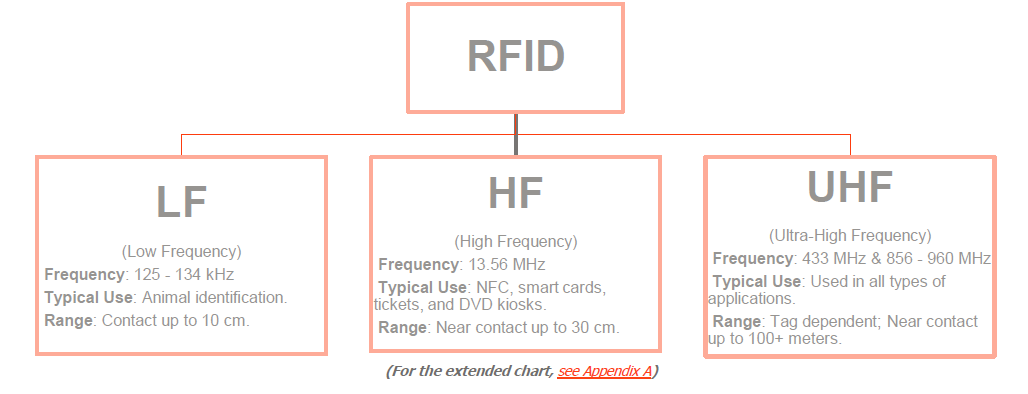 RFID
LF
(Low Frequency)
Frequency: 125 - 134 kHz
Typical Use: Animal identification.
Range: Contact up to 10 cm.
HF
(High Frequency)
Frequency: 13.56 MHz
Typical Use: NFC, smart cards,
tickets, and DVD kiosks.
Range: Near contact up to 30 cm.
UHF
(Ultra-High Frequency)
Frequency: 433 MHz & 856 - 960 MHz
Typical Use: Used in all types of
applications.
Range: Tag dependent; Near contact
up to 100+ meters.
(For the extended chart, see Appendix A)